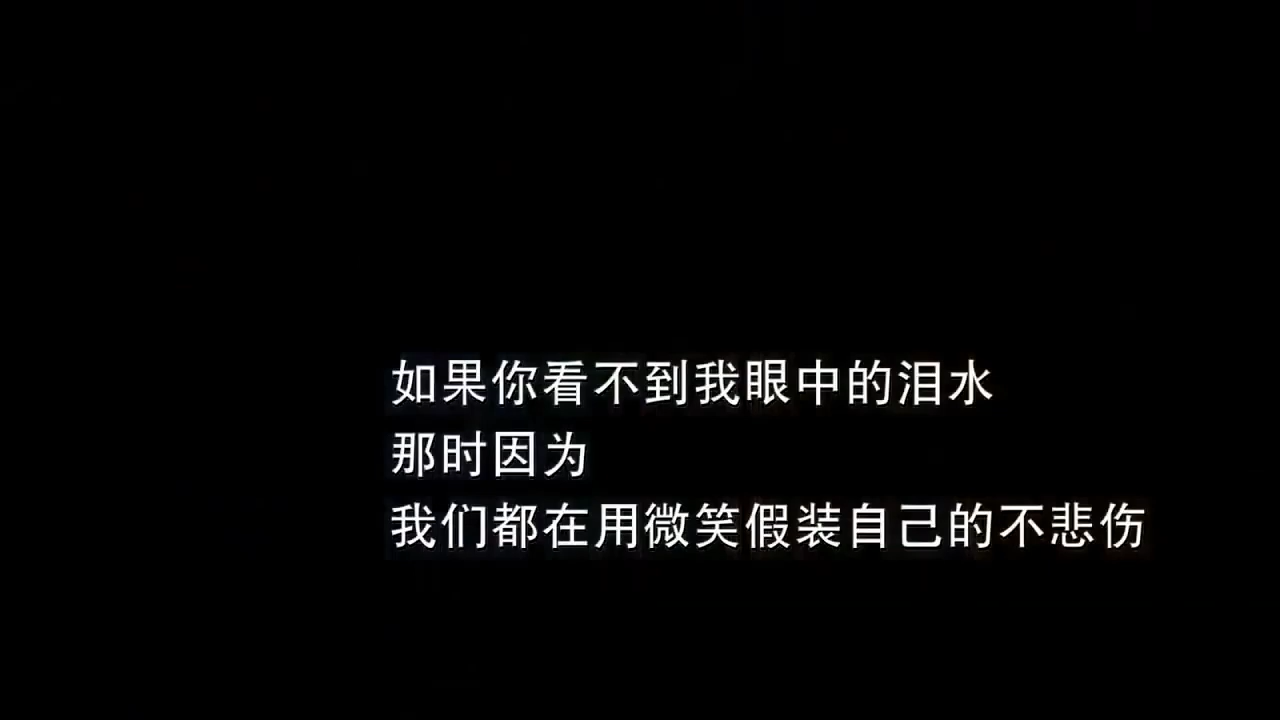 如果你看不到我眼中的泪水
那时因为
我们都在用微笑假装自己的不悲伤